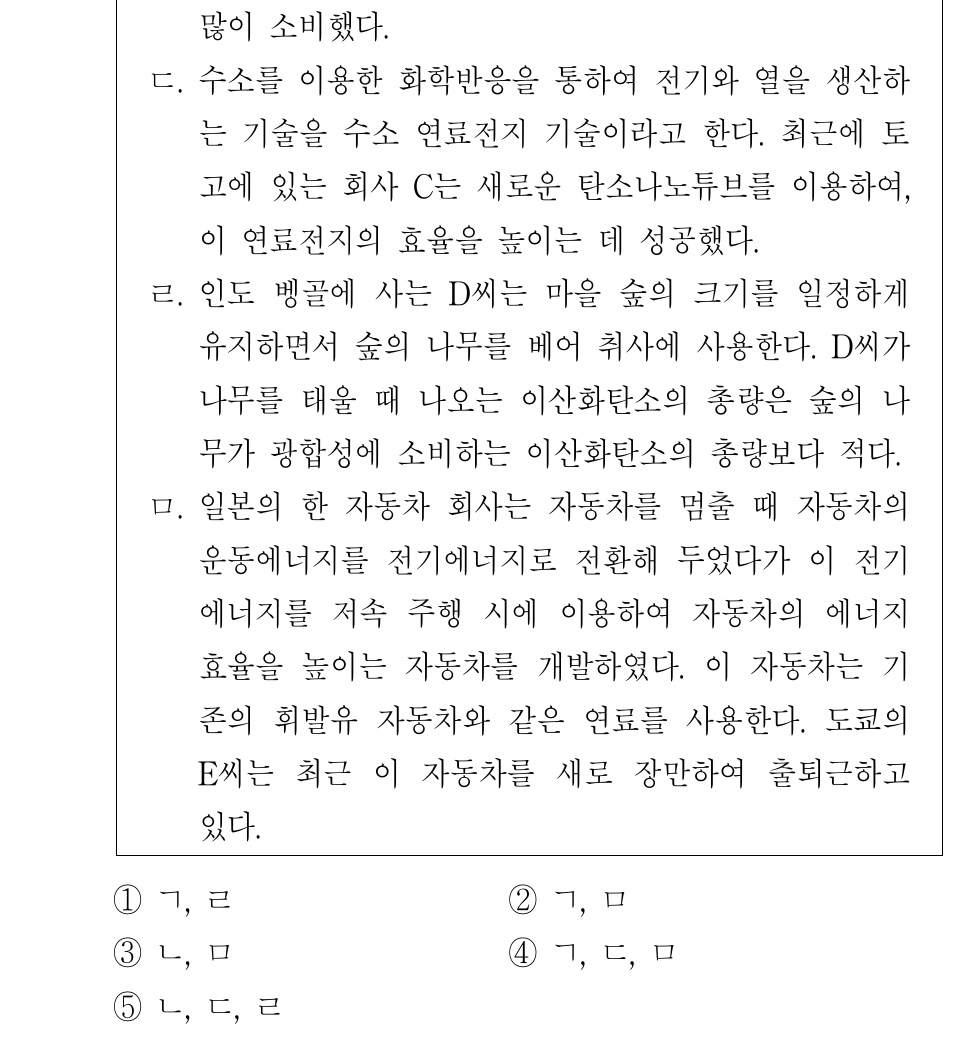 많이 소비했다.
ㄷ. 수소를 이용한 화학반응을 통하여 전기와 열을 생산하
는 기술을 수소 연료전지 기술이라고 한다. 최근에 토
고에 있는 회사 C는 새로운 탄소나노튜브를 이용하여,
이 연료전지의 효율을 높이는 데 성공했다.
ㄹ. 인도 벵골에 사는 D씨는 마을 숲의 크기를 일정하게
유지하면서 숲의 나무를 베어 취사에 사용한다. D씨가
나무를 태울 때 나오는 이산화탄소의 총량은 숲의 나
무가 광합성에 소비하는 이산화탄소의 총량보다 적다.
ㅁ. 일본의 한 자동차 회사는 자동차를 멈출 때 자동차의
운동에너지를 전기에너지로 전환해 두었다가 이 전기
에너지를 저속 주행 시에 이용하여 자동차의 에너지
효율을 높이는 자동차를 개발하였다. 이 자동차는 기
존의 휘발유 자동차와 같은 연료를 사용한다. 도쿄의
E씨는 최근 이 자동차를 새로 장만하여 출퇴근하고
있다.
① ㄱ, ㄹ ② ㄱ, ㅁ
③ ㄴ, ㅁ ④ ㄱ, ㄷ, ㅁ
⑤ ㄴ, ㄷ, ㄹ